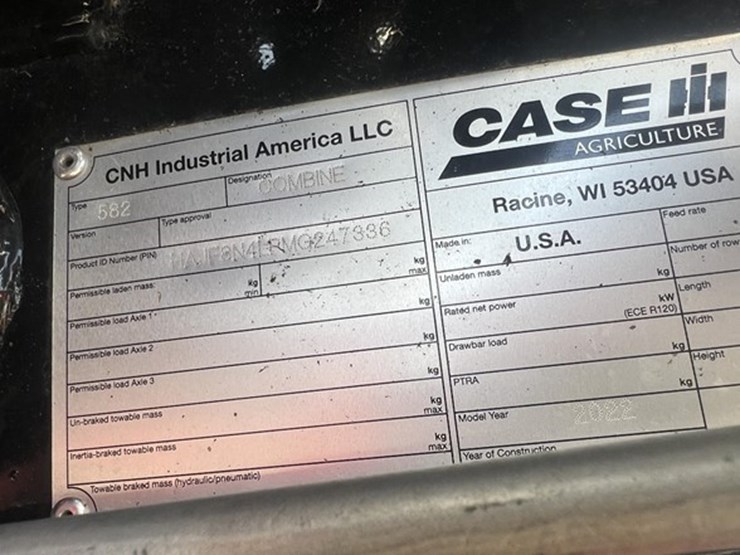 CNH Industrial America LLC
Type
582
Designation
COMBINE
Version
Type approval
Product ID Number (PIN)
Permissible laden mass:
kg
min
kg
max
Permissible load Axle 1
kg
Permissible load Axle 2
kg
Permissible load Axle 3
kg
Un-braked towable mass
kg
max
Inertia-braked towable mass
kg
max
Towable braked mass (hydraulic/pneumatic)
CASE IH
AGRICULTURE
Racine, WI 53404 USA
Made in:
U.S.A.
Feed rate
Unladen mass
kg
Number of row
Rated net power
kW
(ECE R120)
Length
Drawbar load
kg
Width
PTRA
kg
Height
Model Year
2022
Year of Construction